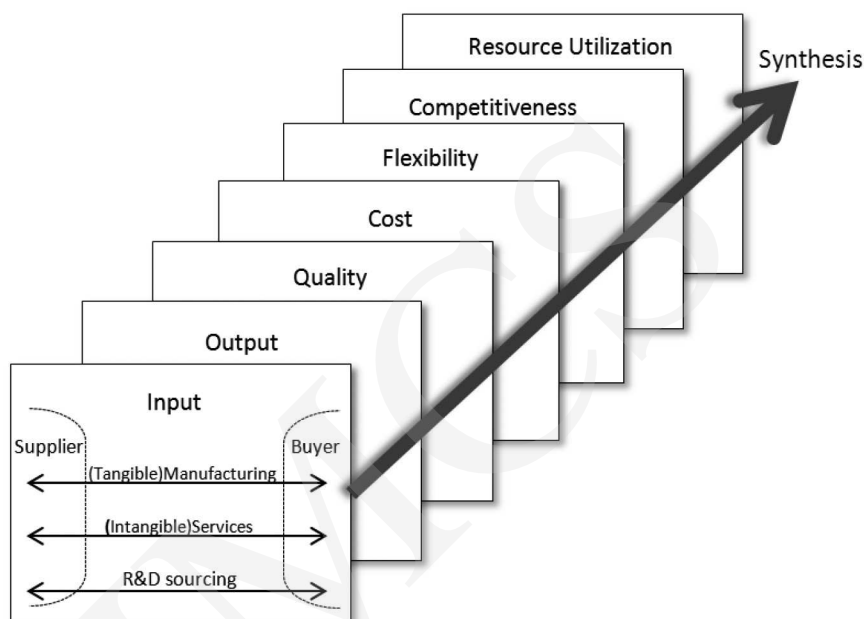 Resource Utilization
Synthesis
Competitiveness
Flexibility
Cost
Quality
Output
Input
Supplier
Buyer
(Tangible)Manufacturing
(Intangible)Services
R&D sourcing